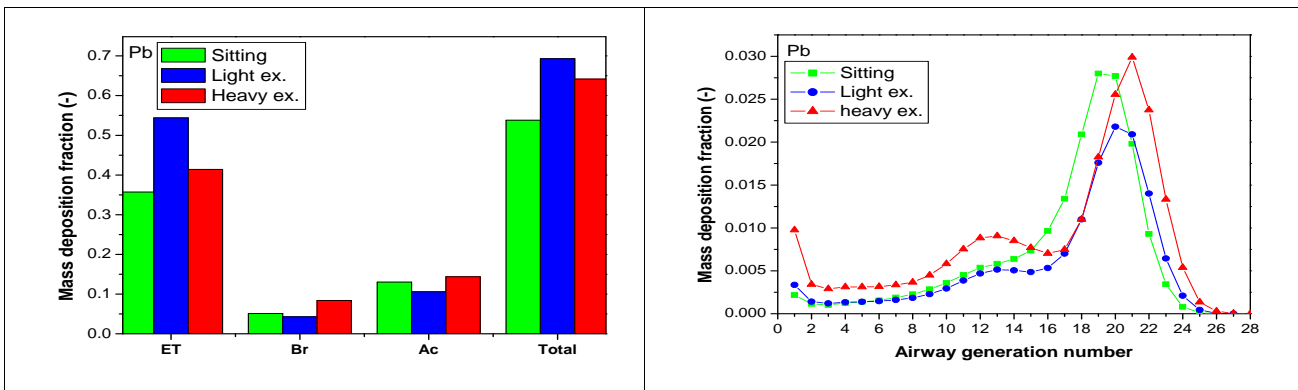 Pb
Sitting
Light ex.
Heavy ex.
Mass deposition fraction (-)
0.7
0.6
0.5
0.4
0.3
0.2
0.1
0.0
ET Br Ac Total
Pb
Sitting
Light ex.
heavy ex.
Mass deposition fraction (-)
0.030
0.025
0.020
0.015
0.010
0.005
0.000
0 2 4 6 8 10 12 14 16 18 20 22 24 26 28
Airway generation number